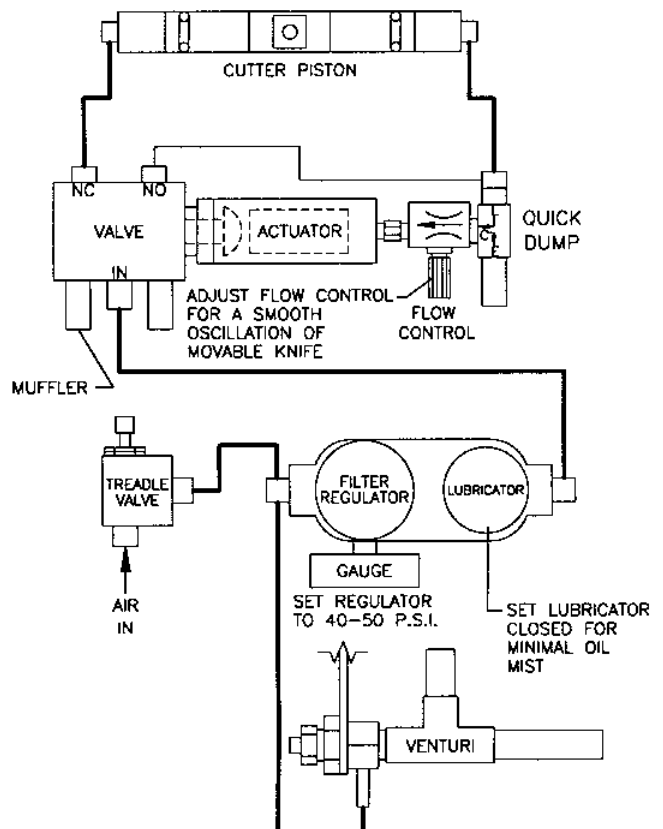 CUTTER PISTON
NC
NO
VALVE
ACTUATOR
QUICK
DUMP
IN
ADJUST FLOW CONTROL
FOR A SMOOTH
OSCILLATION OF
MOVABLE KNIFE
FLOW
CONTROL
MUFFLER
TREADLE
VALVE
FILTER
REGULATOR
LUBRICATOR
GAUGE
AIR
IN
SET REGULATOR
TO 40-50 P.S.I.
SET LUBRICATOR
CLOSED FOR
MINIMAL OIL
MIST
VENTURI